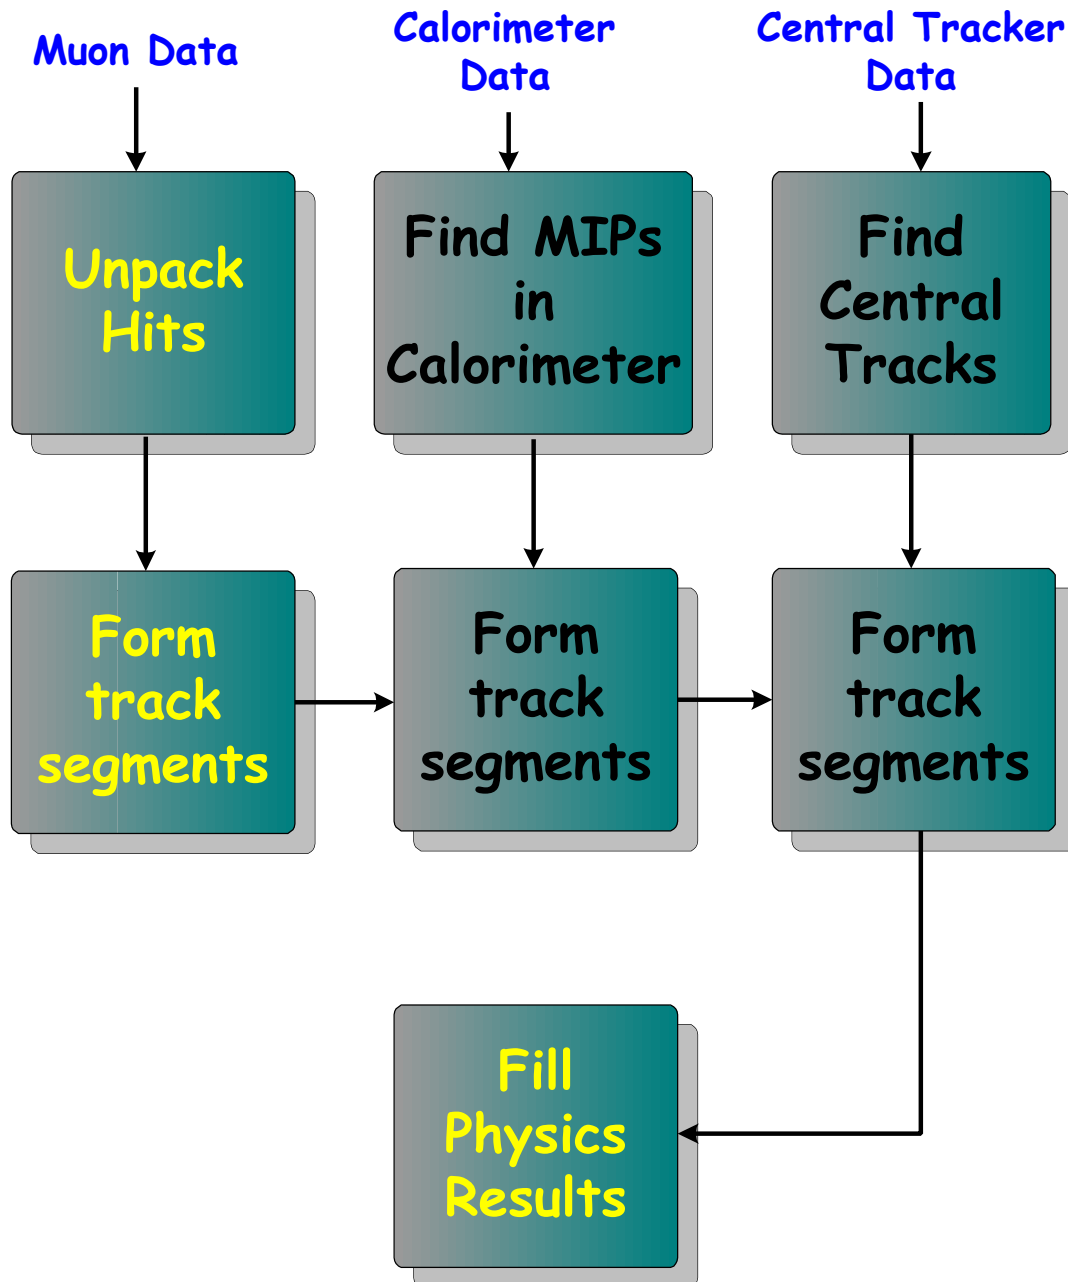 Muon Data
Calorimeter
Data
Central Tracker
Data
Unpack
Hits
Find MIPs
in
Calorimeter
Find
Central
Tracks
Form
track
segments
Form
track
segments
Form
track
segments
Fill
Physics
Results